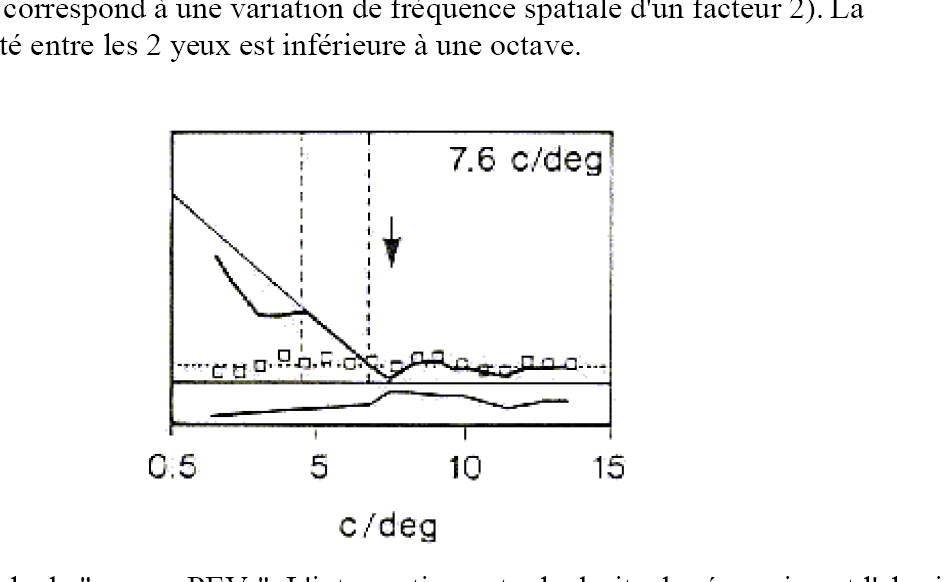 correspond à une variation de fréquence spatiale d'un facteur 2). La
té entre les 2 yeux est inférieure à une octave.
7.6 c/deg
0.5 5 10 15
c/deg